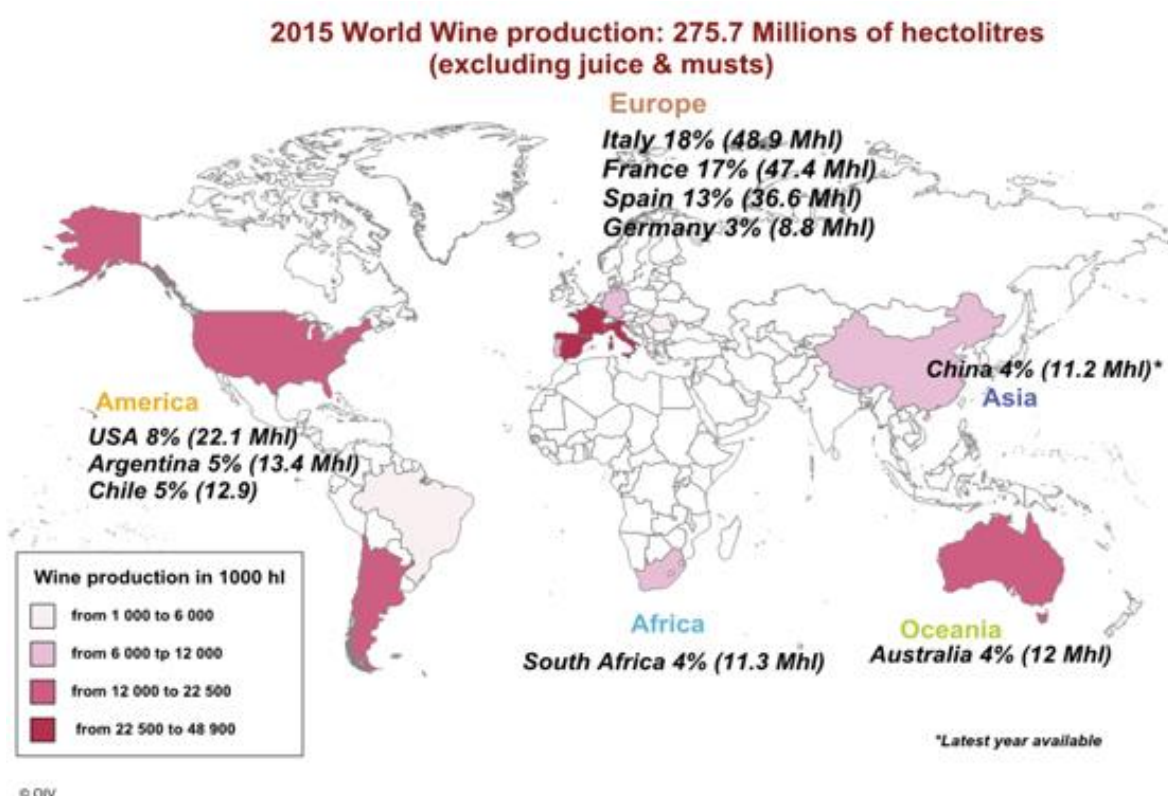 2015 World Wine production: 275.7 Millions of hectolitres
(excluding juice & musts)
Europe
Italy 18% (48.9 Mhl)
France 17% (47.4 Mhl)
Spain 13% (36.6 Mhl)
Germany 3% (8.8 Mhl)
China 4% (11.2 Mhl)*
Asia
America
USA 8% (22.1 Mhl)
Argentina 5% (13.4 Mhl)
Chile 5% (12.9)
Wine production in 1000 hl
from 1 000 to 6 000
from 6 000 tp 12 000
from 12 000 to 22 500
from 22 500 to 48 900
Africa
South Africa 4% (11.3 Mhl)
Oceania
Australia 4% (12 Mhl)
*Latest year available
© OIV